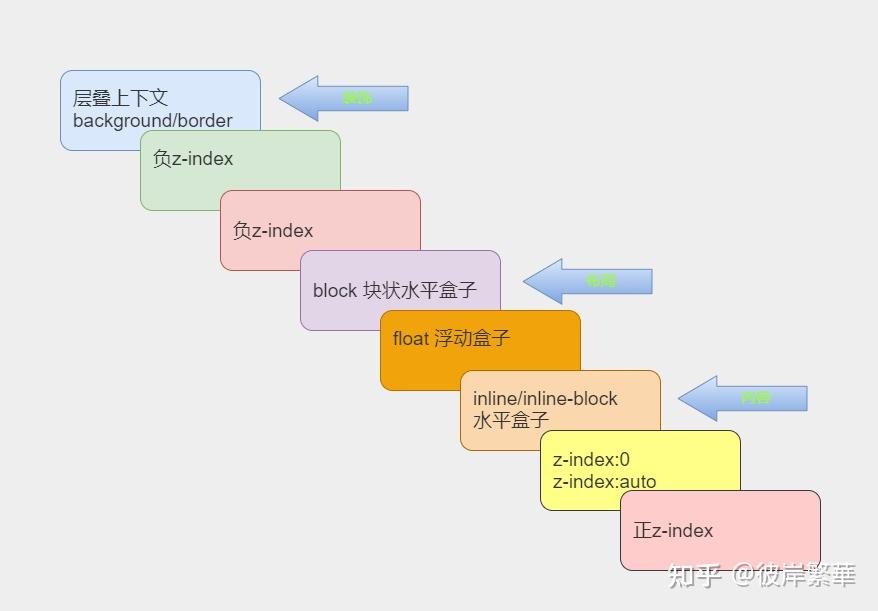 层叠上下文
background/border
装饰
负z-index
负z-index
block 块状水平盒子
布局
float 浮动盒子
inline/inline-block
水平盒子
内容
z-index:0
z-index:auto
正z-index
知乎 @彼岸繁華